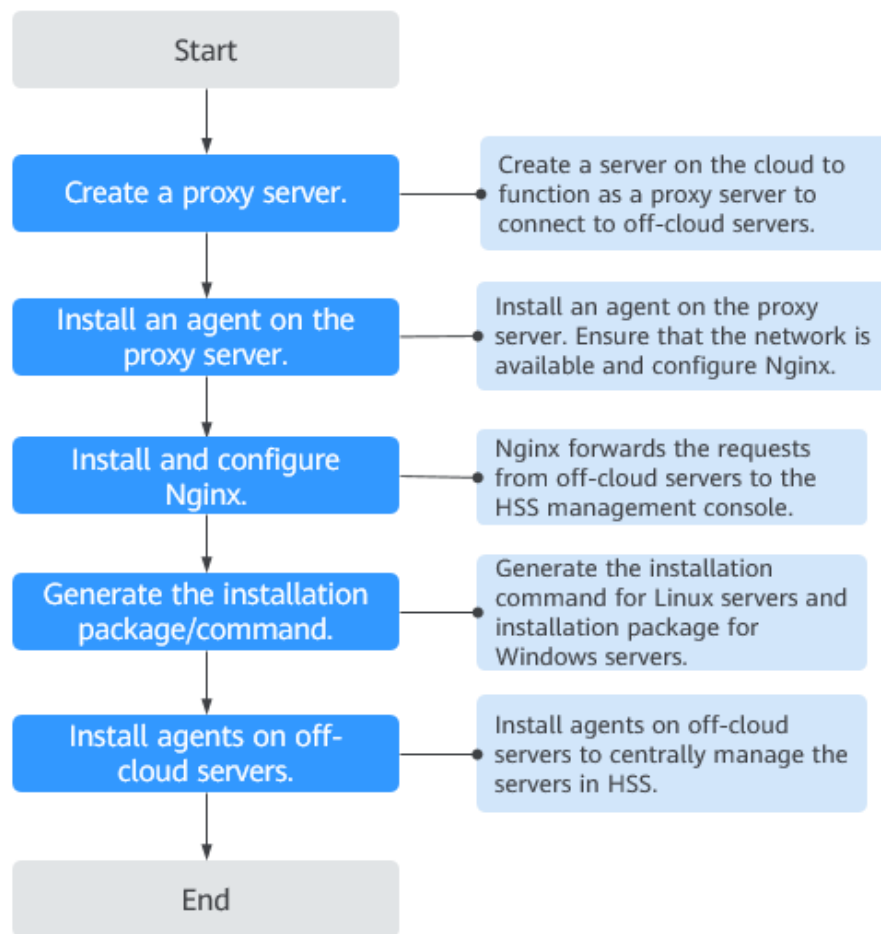 Start
Create a proxy server.
Create a server on the cloud to
function as a proxy server to
connect to off-cloud servers.
Install an agent on the
proxy server.
Install an agent on the proxy
server. Ensure that the network is
available and configure Nginx.
Install and configure
Nginx.
Nginx forwards the requests
from off-cloud servers to the
HSS management console.
Generate the installation
package/command.
Generate the installation
command for Linux servers and
installation package for
Windows servers.
Install agents on off-
cloud servers.
Install agents on off-cloud
servers to centrally manage the
servers in HSS.
End